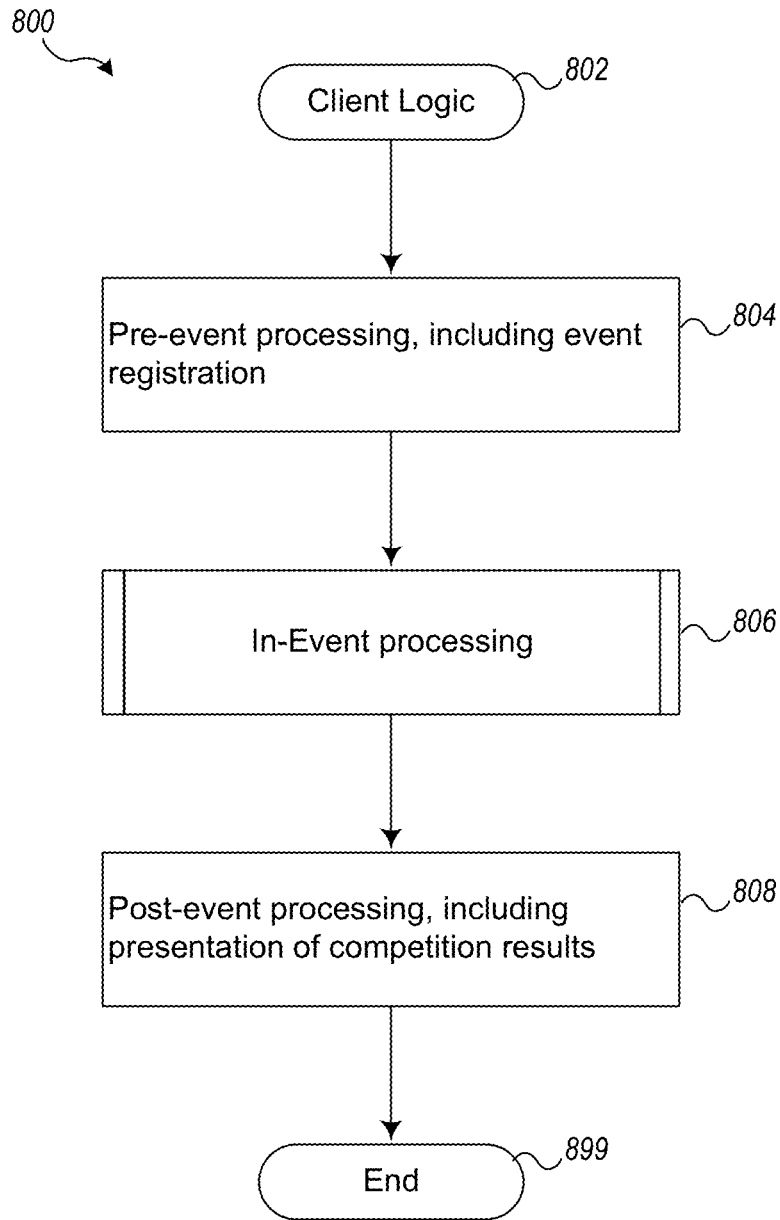 800
802
Client Logic
804
Pre-event processing, including event
registration
806
In-Event processing
808
Post-event processing, including
presentation of competition results
899
End